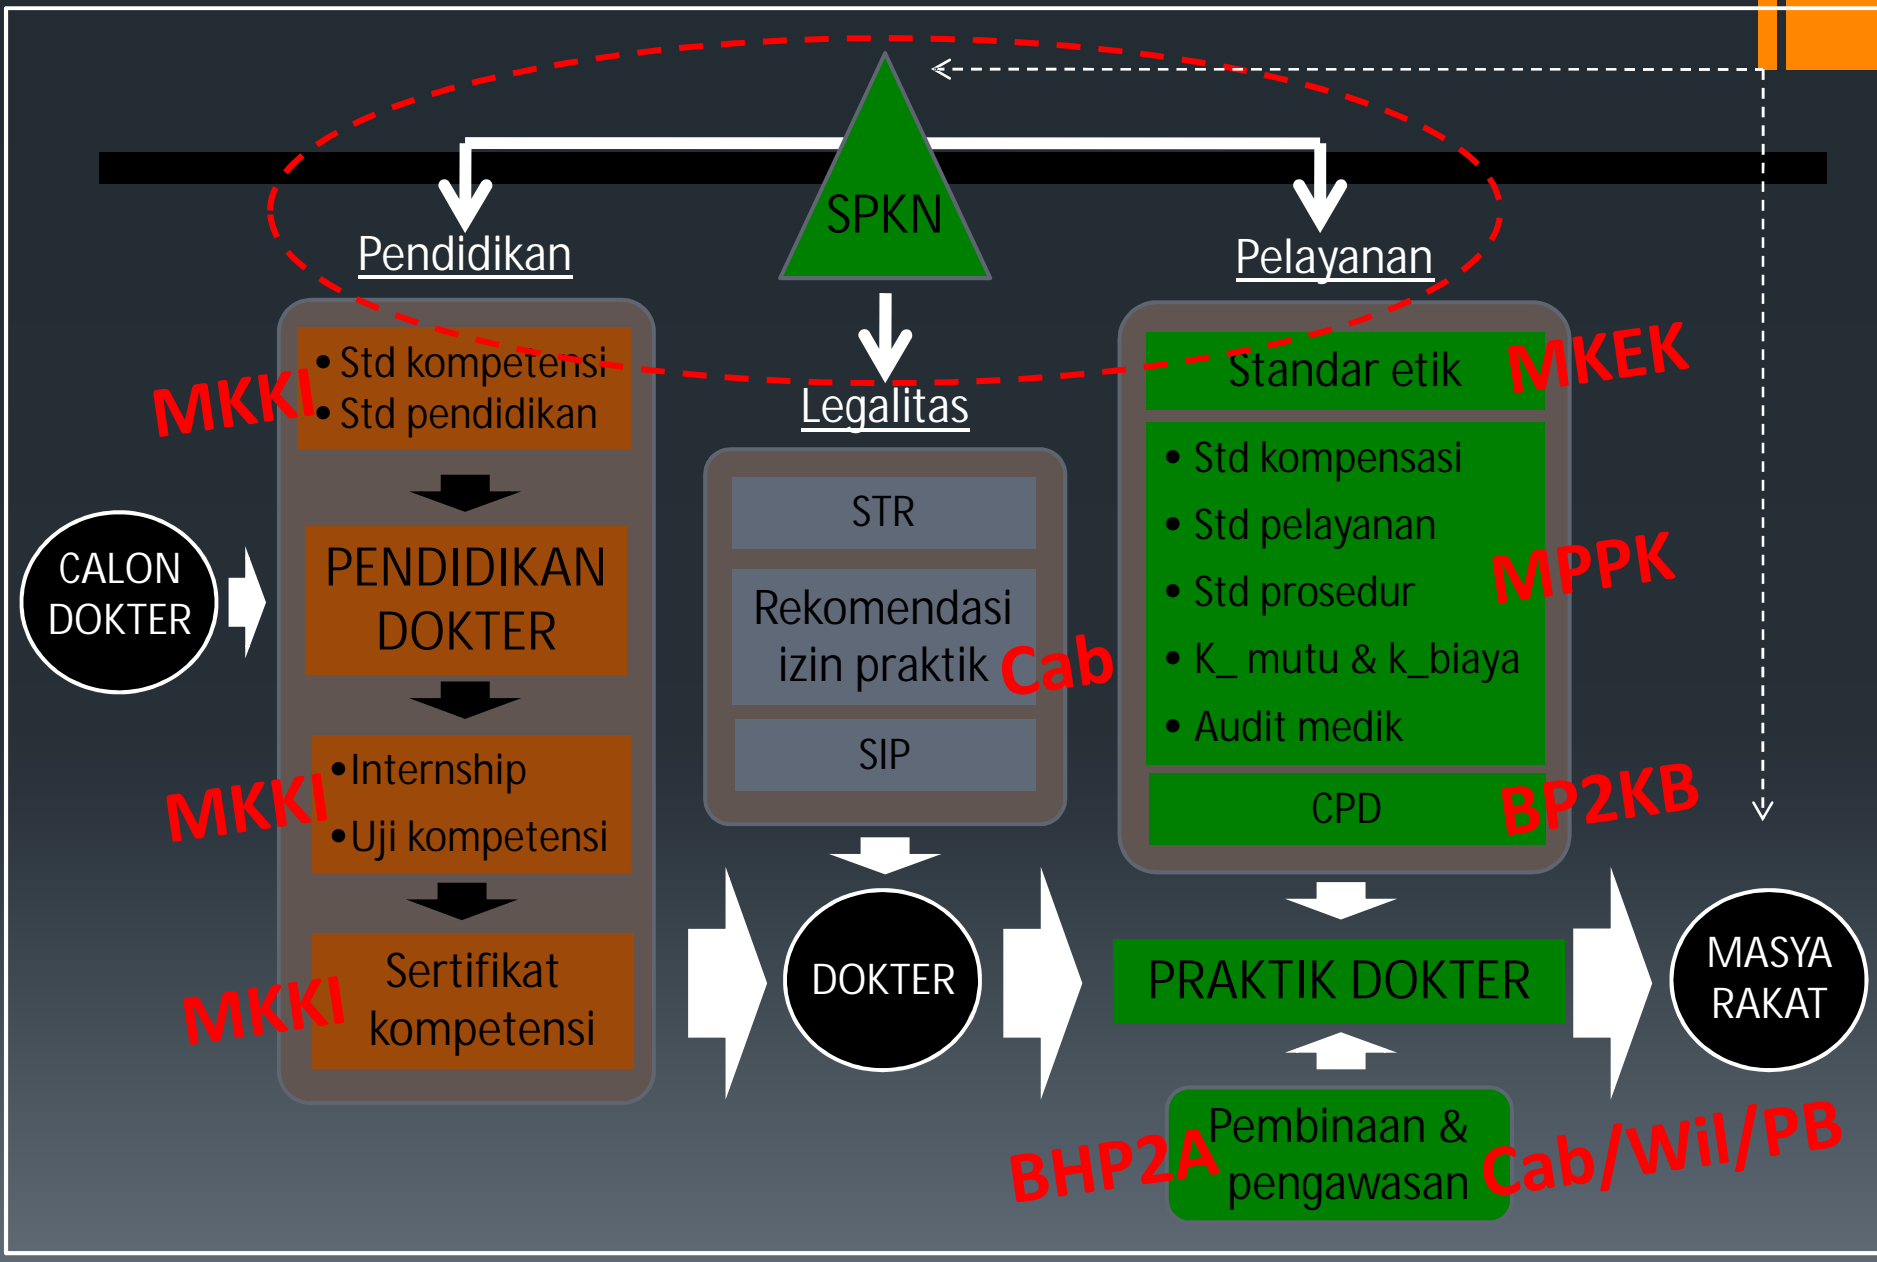 SPKN
Pendidikan
• Std kompetensi
• Std pendidikan
MKKI
CALON
DOKTER
PENDIDIKAN
DOKTER
•Internship
•Uji kompetensi
MKKI
Sertifikat
kompetensi
MKKI
Legalitas
STR
Rekomendasi
izin praktik
Cab
SIP
DOKTER
Pelayanan
Standar etik
MKEK
• Std kompensasi
• Std pelayanan
• Std prosedur
• K_ mutu & k_biaya
• Audit medik
MPPK
CPD
BP2KB
PRAKTIK DOKTER
MASYA
RAKAT
Pembinaan &
pengawasan
BHP2A
Cab/Wil/PB